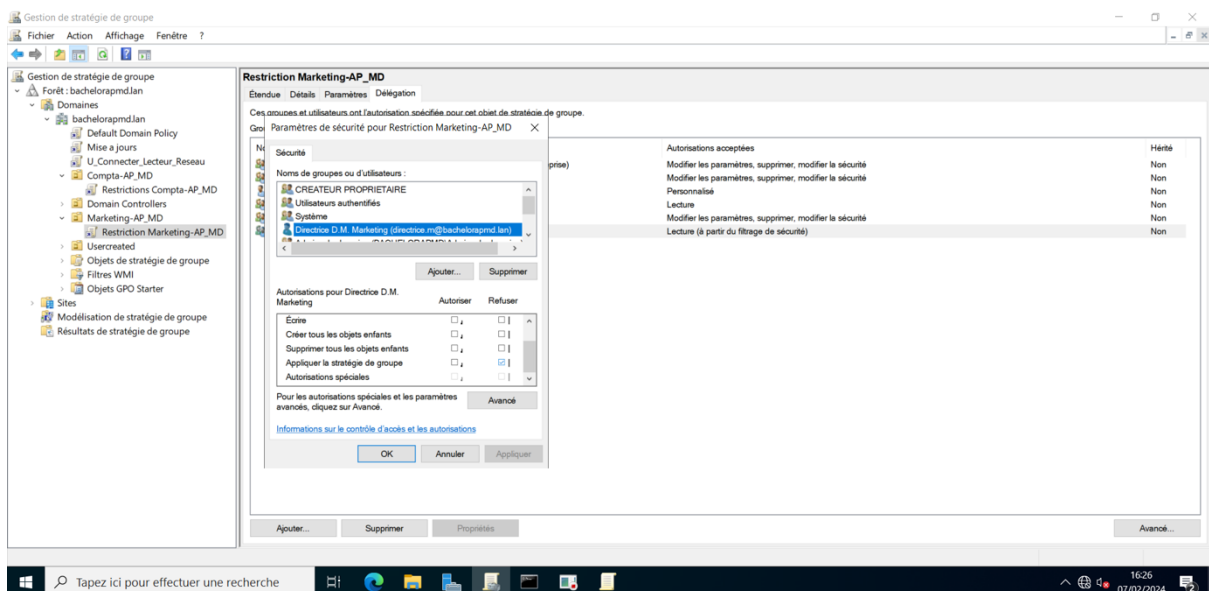 Gestion de stratégie de groupe
Fichier Action Affichage Fenêtre ?
Gestion de stratégie de groupe
Forêt : bachelorapmd.lan
Domaines
bachelorapmd.lan
Default Domain Policy
Mise a jours
U_Connecter_Lecteur_Reseau
Compta-AP_MD
Restrictions Compta-AP_MD
Domain Controllers
Marketing-AP_MD
Restriction Marketing-AP_MD
Usercreated
Objets de stratégie de groupe
Filtres WMI
Objets GPO Starter
Sites
Modélisation de stratégie de groupe
Résultats de stratégie de groupe
Restriction Marketing-AP_MD
Étendue Détails Paramètres Délégation
Ces groupes et utilisateurs ont l'autorisation spécifiée pour cet objet de stratégie de groupe.
Autorisations acceptées Hérité
prise) Modifier les paramètres, supprimer, modifier la sécurité Non
Modifier les paramètres, supprimer, modifier la sécurité Non
Personnalisé Non
Lecture Non
Modifier les paramètres, supprimer, modifier la sécurité Non
Lecture (à partir du filtrage de sécurité) Non
Paramètres de sécurité pour Restriction Marketing-AP_MD
Sécurité
Noms de groupes ou d'utilisateurs :
CREATEUR PROPRIETAIRE
Utilisateurs authentifiés
Système
Directrice D.M. Marketing (directrice.m@bachelorapmd.lan)
Ajouter... Supprimer
Autorisations pour Directrice D.M.
Marketing Autoriser Refuser
Écrire
Créer tous les objets enfants
Supprimer tous les objets enfants
Appliquer la stratégie de groupe
Autorisations spéciales
Pour les autorisations spéciales et les paramètres
avancés, cliquez sur Avancé. Avancé
Informations sur le contrôle d'accès et les autorisations
OK Annuler Appliquer
Ajouter... Supprimer Propriétés Avancé...
Tapez ici pour effectuer une recherche
16:26
07/02/2024